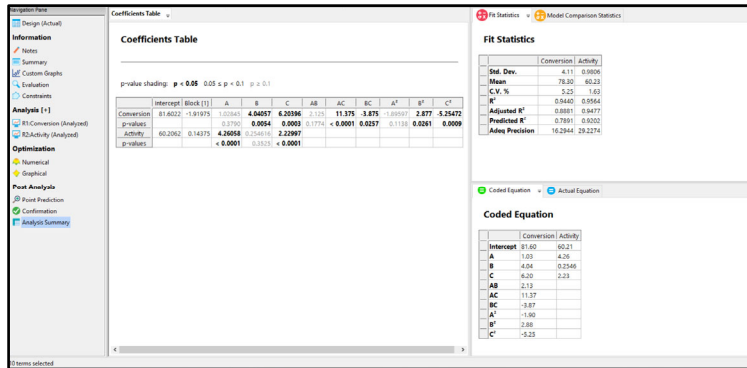 Navigation Pane
Design (Actual)
Information
Notes
Summary
Custom Graphs
Evaluation
Constraints
Analysis [+]
R1:Conversion (Analyzed)
R2:Activity (Analyzed)
Optimization
Numerical
Graphical
Post Analysis
Point Prediction
Confirmation
Analysis Summary
Coefficients Table
Coefficients Table
p-value shading: p < 0.05 0.05 ≤ p < 0.1 p ≥ 0.1
Intercept Block [1] A B C AB AC BC A² B² C²
Conversion 81.6022 -1.91975 1.02845 4.04057 6.20396 2.125 11.375 -3.875 -1.89597 2.877 -5.25472
p-values 0.3790 0.0054 0.0003 0.1774 < 0.0001 0.0257 0.1138 0.0261 0.0009
Activity 60.2062 0.14375 4.26058 0.254616 2.22997
p-values < 0.0001 0.3525 < 0.0001
Fit Statistics Model Comparison Statistics
Fit Statistics
Conversion Activity
Std. Dev. 4.11 0.9806
Mean 78.30 60.23
C.V. % 5.25 1.63
R² 0.9440 0.9564
Adjusted R² 0.8881 0.9477
Predicted R² 0.7891 0.9202
Adeq Precision 16.2944 29.2274
Coded Equation Actual Equation
Coded Equation
Conversion Activity
Intercept 81.60 60.21
A 1.03 4.26
B 4.04 0.2546
C 6.20 2.23
AB 2.13
AC 11.37
BC -3.87
A² -1.90
B² 2.88
C² -5.25
terms selected